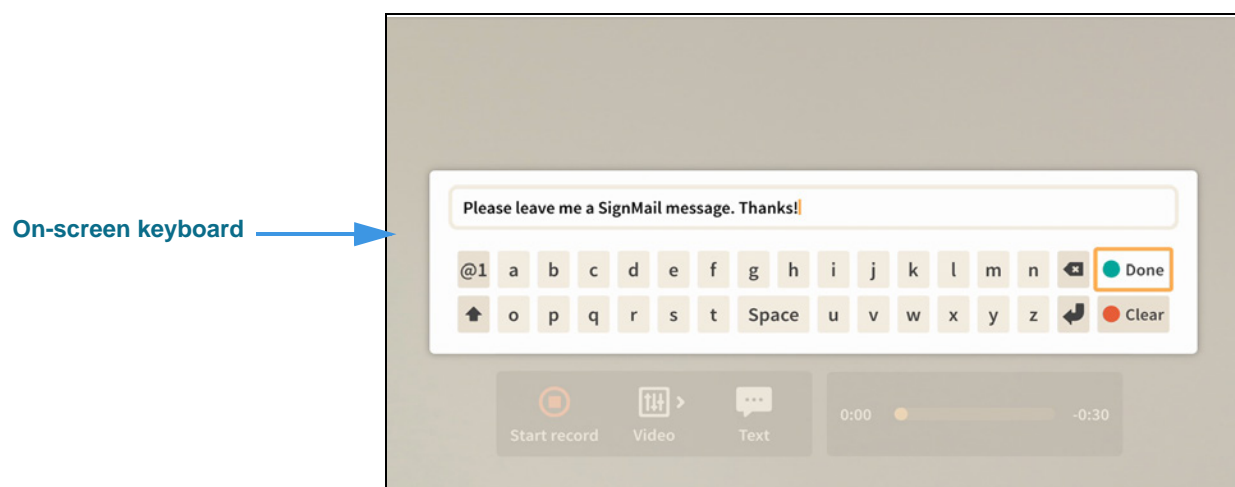 Please leave me a SignMail message. Thanks!
On-screen keyboard
@1 a b c d e f g h i j k l m n Done
o p q r s t Space u v w x y z Clear
0:00 -0:30
Start record Video Text